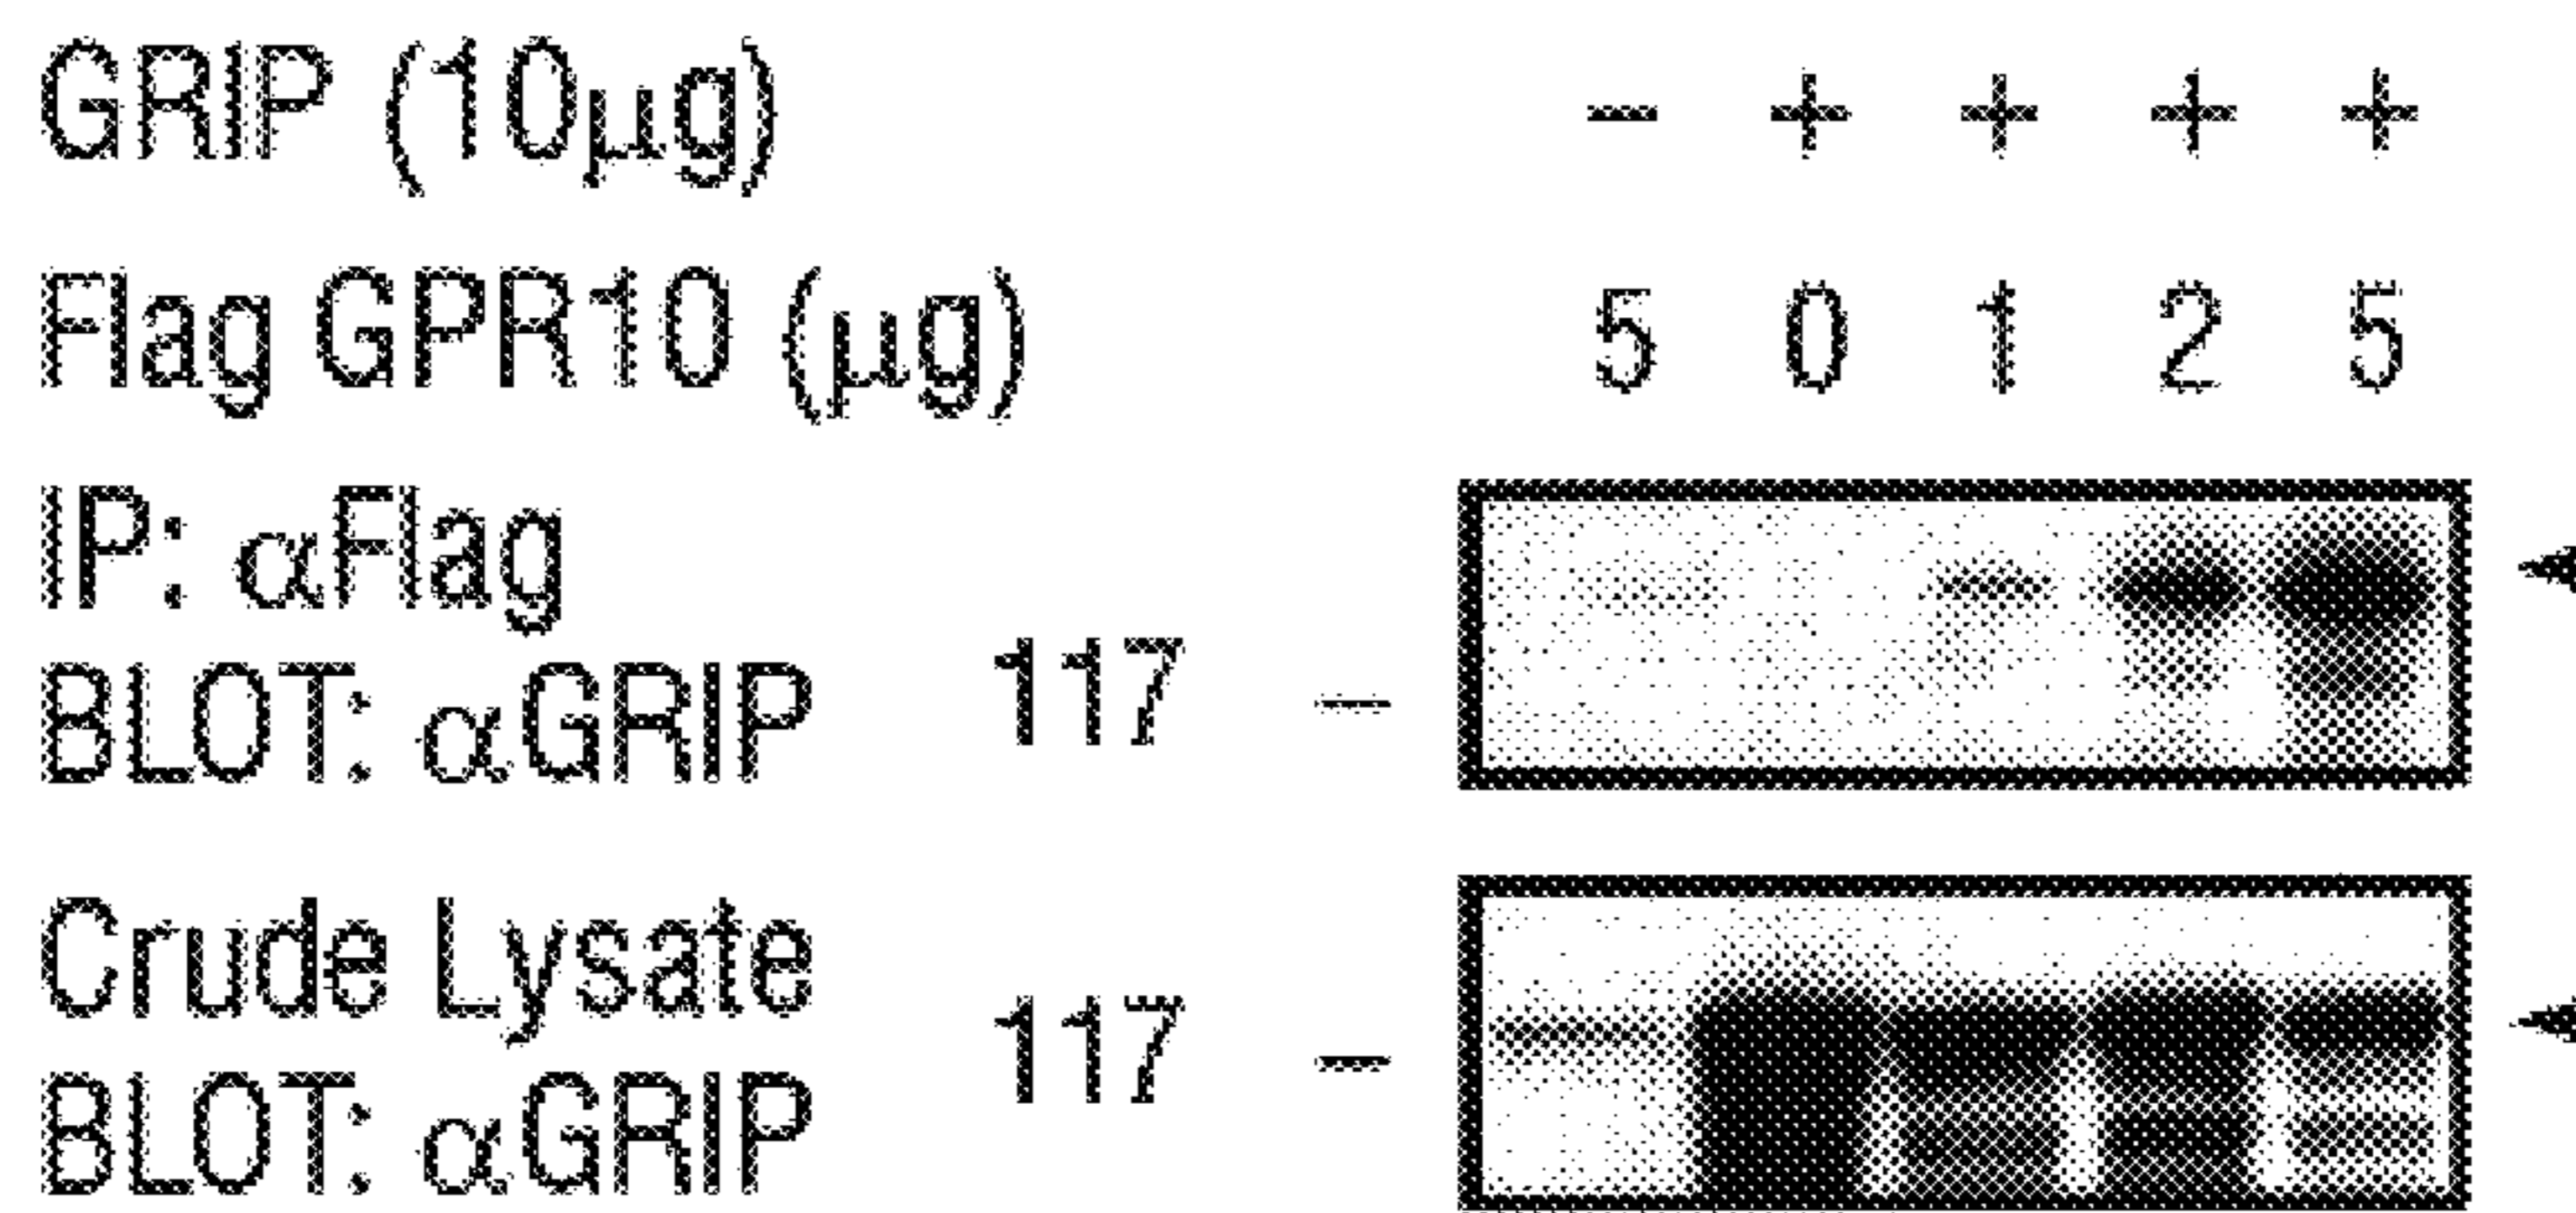 GRIP (10µg) – + + + +
Flag GPR10 (µg) 5 0 1 2 5
IP: αFlag
BLOT: αGRIP 117 –
Crude Lysate
117 –
BLOT: αGRIP